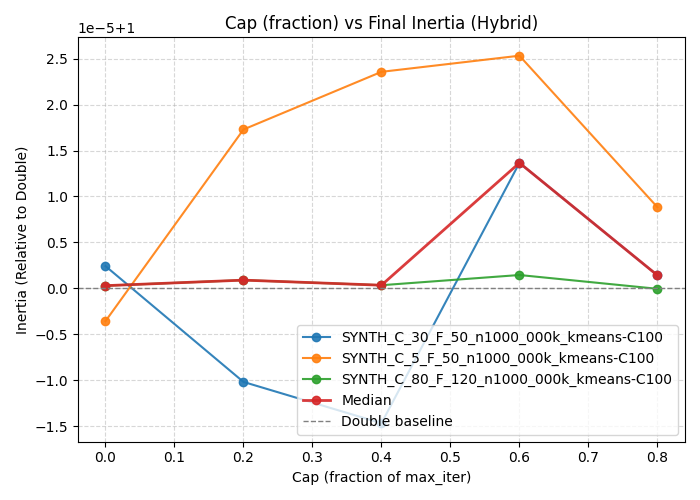 Cap (fraction) vs Final Inertia (Hybrid)
1e−5+1
Inertia (Relative to Double)
2.5
2.0
1.5
1.0
0.5
0.0
−0.5
−1.0
−1.5
SYNTH_C_30_F_50_n1000_000k_kmeans-C100
SYNTH_C_5_F_50_n1000_000k_kmeans-C100
SYNTH_C_80_F_120_n1000_000k_kmeans-C100
Median
Double baseline
0.0 0.1 0.2 0.3 0.4 0.5 0.6 0.7 0.8
Cap (fraction of max_iter)